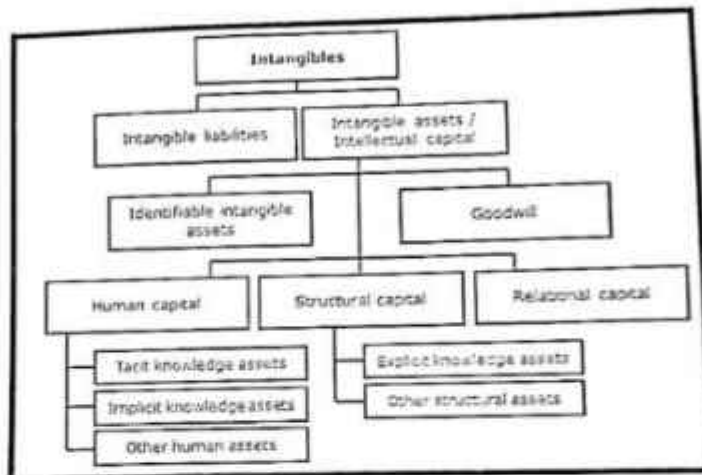 Intangibles
Intangible liabilities
Intangible assets /
Intellectual capital
Identifiable intangible
assets
Goodwill
Human capital
Structural capital
Relational capital
Tacit knowledge assets
Implicit knowledge assets
Other human assets
Explicit knowledge assets
Other structural assets